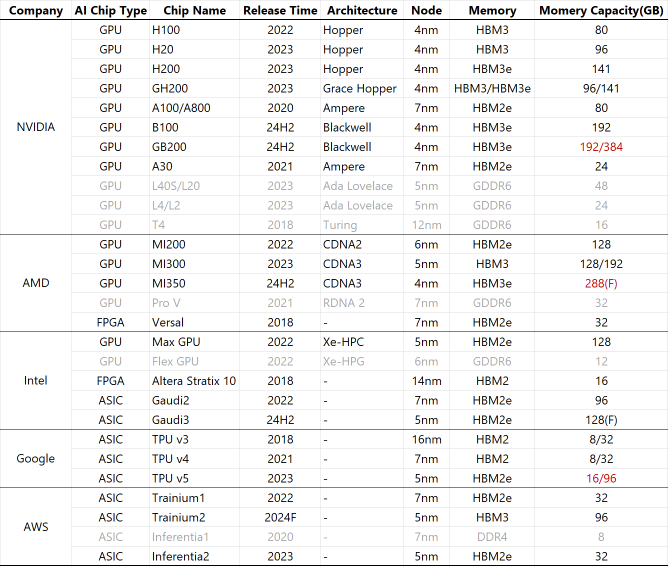 Company AI Chip Type Chip Name Release Time Architecture Node Memory Momery Capacity(GB)
NVIDIA
GPU H100 2022 Hopper 4nm HBM3 80
GPU H20 2023 Hopper 4nm HBM3 96
GPU H200 2023 Hopper 4nm HBM3e 141
GPU GH200 2023 Grace Hopper 4nm HBM3/HBM3e 96/141
GPU A100/A800 2020 Ampere 7nm HBM2e 80
GPU B100 24H2 Blackwell 4nm HBM3e 192
GPU GB200 24H2 Blackwell 4nm HBM3e 192/384
GPU A30 2021 Ampere 7nm HBM2e 24
GPU L40S/L20 2023 Ada Lovelace 5nm GDDR6 48
GPU L4/L2 2023 Ada Lovelace 5nm GDDR6 24
GPU T4 2018 Turing 12nm GDDR6 16
AMD
GPU MI200 2022 CDNA2 6nm HBM2e 128
GPU MI300 2023 CDNA3 5nm HBM3 128/192
GPU MI350 24H2 CDNA3 4nm HBM3e 288(F)
GPU Pro V 2021 RDNA 2 7nm GDDR6 32
FPGA Versal 2018 - 7nm HBM2e 32
Intel
GPU Max GPU 2022 Xe-HPC 5nm HBM2e 128
GPU Flex GPU 2022 Xe-HPG 6nm GDDR6 12
FPGA Altera Stratix 10 2018 - 14nm HBM2 16
ASIC Gaudi2 2022 - 7nm HBM2e 96
ASIC Gaudi3 24H2 - 5nm HBM2e 128(F)
Google
ASIC TPU v3 2018 - 16nm HBM2 8/32
ASIC TPU v4 2021 - 7nm HBM2 8/32
ASIC TPU v5 2023 - 5nm HBM2e 16/96
AWS
ASIC Trainium1 2022 - 7nm HBM2e 32
ASIC Trainium2 2024F - 5nm HBM3 96
ASIC Inferentia1 2020 - 7nm DDR4 8
ASIC Inferentia2 2023 - 5nm HBM2e 32